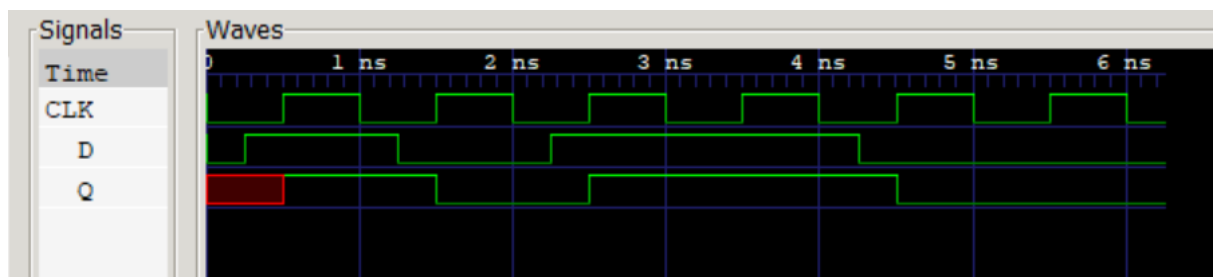 Signals
Waves
Time
0 1 ns 2 ns 3 ns 4 ns 5 ns 6 ns
CLK
D
Q